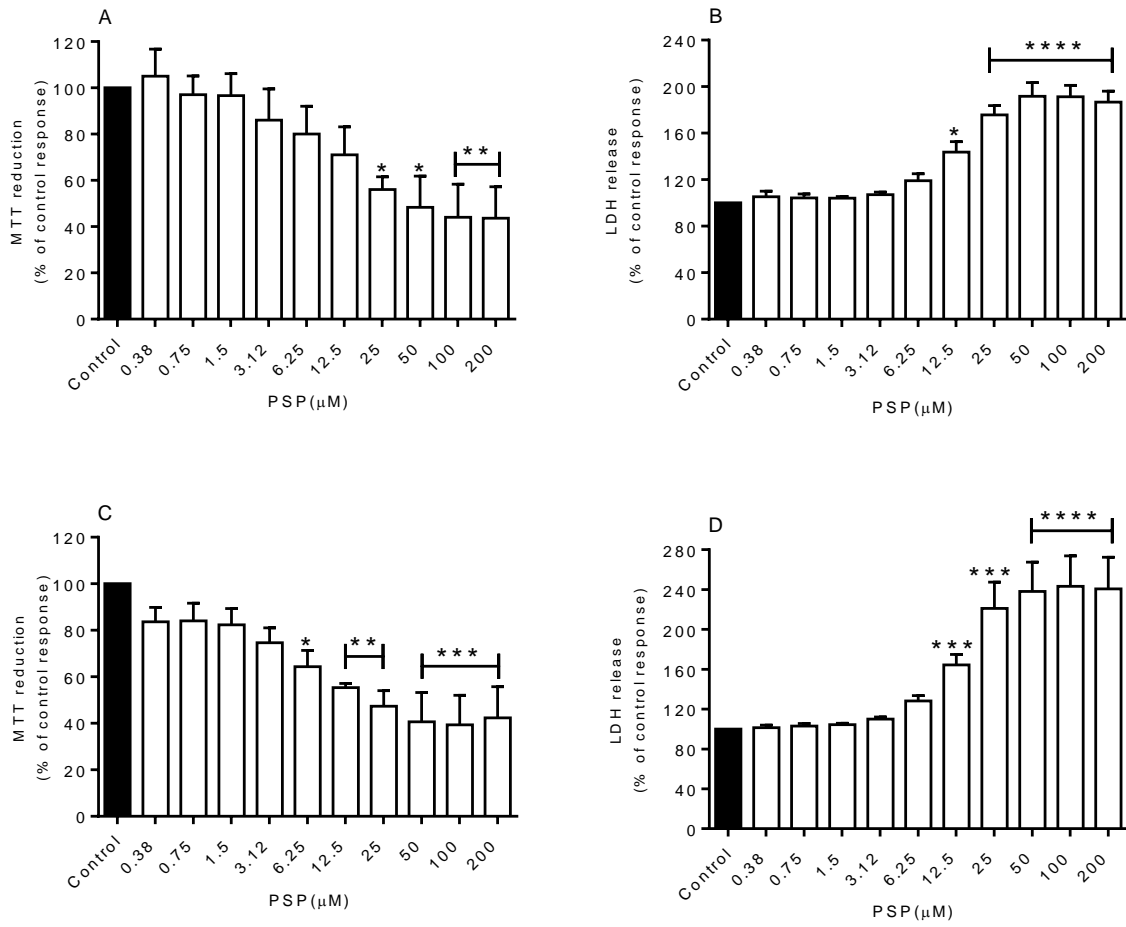 A
MTT reduction
(% of control response)
120
100
80
60
40
20
0
* * **
Control 0.38 0.75 1.5 3.12 6.25 12.5 25 50 100 200
PSP(μM)
B
LDH release
(% of control response)
240
200
160
120
80
40
0
* ****
Control 0.38 0.75 1.5 3.12 6.25 12.5 25 50 100 200
PSP(μM)
C
MTT reduction
(% of control response)
120
100
80
60
40
20
0
* ** ***
Control 0.38 0.75 1.5 3.12 6.25 12.5 25 50 100 200
PSP(μM)
D
LDH release
(% of control response)
280
240
200
160
120
80
40
0
*** *** ****
Control 0.38 0.75 1.5 3.12 6.25 12.5 25 50 100 200
PSP(μM)